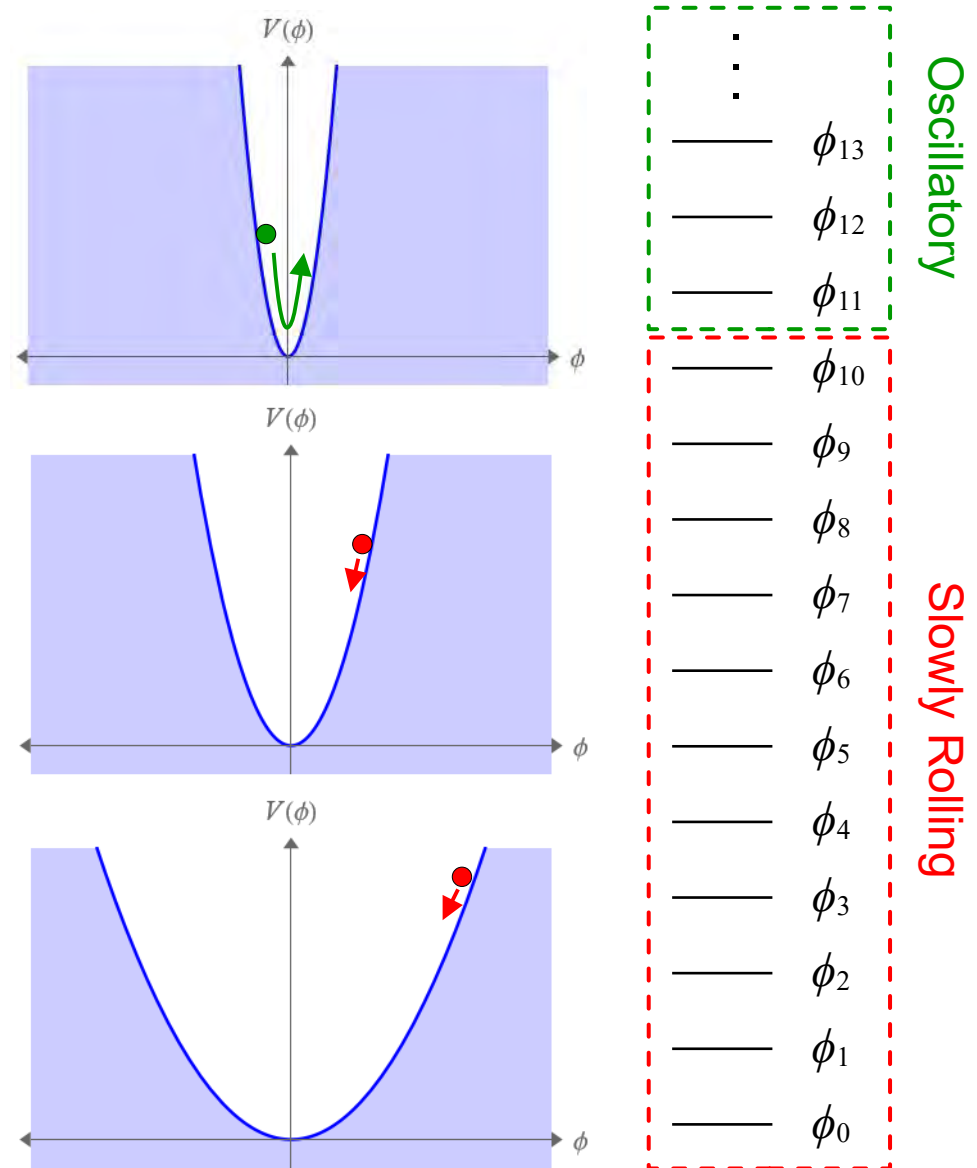 V(ϕ)
ϕ
V(ϕ)
ϕ
V(ϕ)
ϕ
ϕ₁₃
ϕ₁₂
ϕ₁₁
ϕ₁₀
ϕ₉
ϕ₈
ϕ₇
ϕ₆
ϕ₅
ϕ₄
ϕ₃
ϕ₂
ϕ₁
ϕ₀
Oscillatory
Slowly Rolling